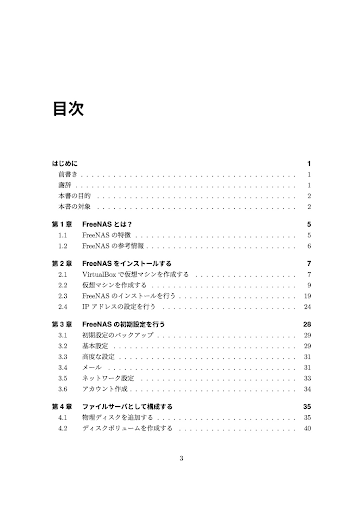 目次
はじめに 1
前書き . . . . . . . . . . . . . . . . . . . . . . . . . . . . . . . . . . . . . . 1
謝辞 . . . . . . . . . . . . . . . . . . . . . . . . . . . . . . . . . . . . . . . 1
本書の目的 . . . . . . . . . . . . . . . . . . . . . . . . . . . . . . . . . . . 2
本書の対象 . . . . . . . . . . . . . . . . . . . . . . . . . . . . . . . . . . . 2
第 1 章 FreeNAS とは？ 5
1.1 FreeNAS の特徴 . . . . . . . . . . . . . . . . . . . . . . . . . . . . . 5
1.2 FreeNAS の参考情報 . . . . . . . . . . . . . . . . . . . . . . . . . . . 6
第 2 章 FreeNAS をインストールする 7
2.1 VirtualBox で仮想マシンを作成する . . . . . . . . . . . . . . . . . . . 7
2.2 仮想マシンを作成する . . . . . . . . . . . . . . . . . . . . . . . . . . 9
2.3 FreeNAS のインストールを行う . . . . . . . . . . . . . . . . . . . . . 19
2.4 IP アドレスの設定を行う . . . . . . . . . . . . . . . . . . . . . . . . 24
第 3 章 FreeNAS の初期設定を行う 28
3.1 初期設定のバックアップ . . . . . . . . . . . . . . . . . . . . . . . . . 29
3.2 基本設定 . . . . . . . . . . . . . . . . . . . . . . . . . . . . . . . . . 29
3.3 高度な設定 . . . . . . . . . . . . . . . . . . . . . . . . . . . . . . . . 31
3.4 メール . . . . . . . . . . . . . . . . . . . . . . . . . . . . . . . . . . 31
3.5 ネットワーク設定 . . . . . . . . . . . . . . . . . . . . . . . . . . . . 33
3.6 アカウント作成 . . . . . . . . . . . . . . . . . . . . . . . . . . . . . . 34
第 4 章 ファイルサーバとして構成する 35
4.1 物理ディスクを追加する . . . . . . . . . . . . . . . . . . . . . . . . . 35
4.2 ディスクボリュームを作成する . . . . . . . . . . . . . . . . . . . . . 40
3